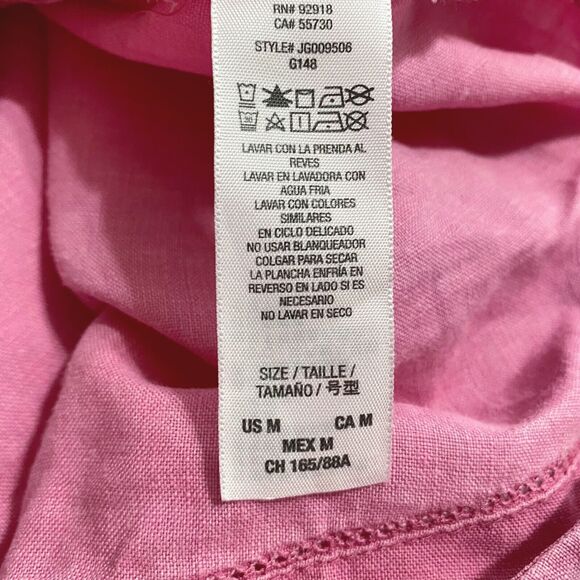 RN# 92918
CA# 55730
STYLE# JG009506
G148
LAVAR CON LA PRENDA AL
REVES
LAVAR EN LAVADORA CON
AGUA FRIA
LAVAR CON COLORES
SIMILARES
EN CICLO DELICADO
NO USAR BLANQUEADOR
COLGAR PARA SECAR
LA PLANCHA ENFRÍA EN
REVERSO EN LADO SI ES
NECESARIO
NO LAVAR EN SECO
SIZE / TAILLE /
TAMAÑO / 号型
US M CA M
MEX M
CH 165/88A